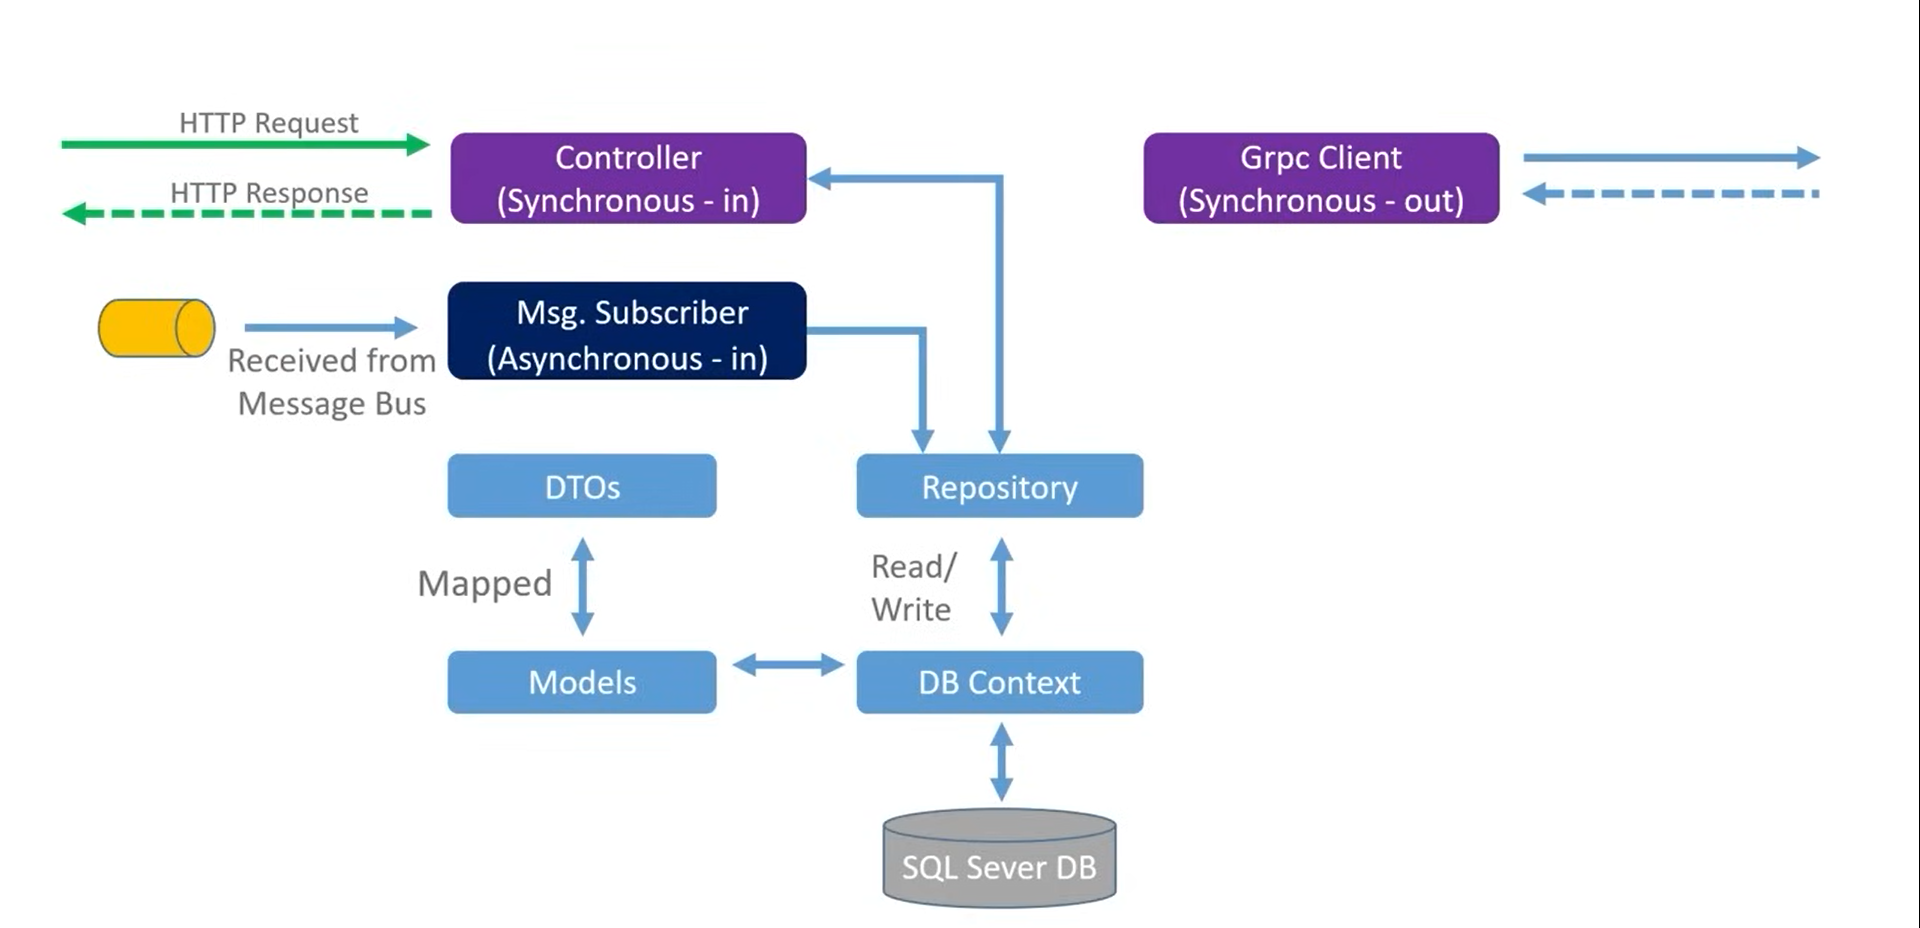 HTTP Request
HTTP Response
Controller
(Synchronous - in)
Grpc Client
(Synchronous - out)
Msg. Subscriber
(Asynchronous - in)
Received from
Message Bus
DTOs
Repository
Mapped
Read/
Write
Models
DB Context
SQL Sever DB